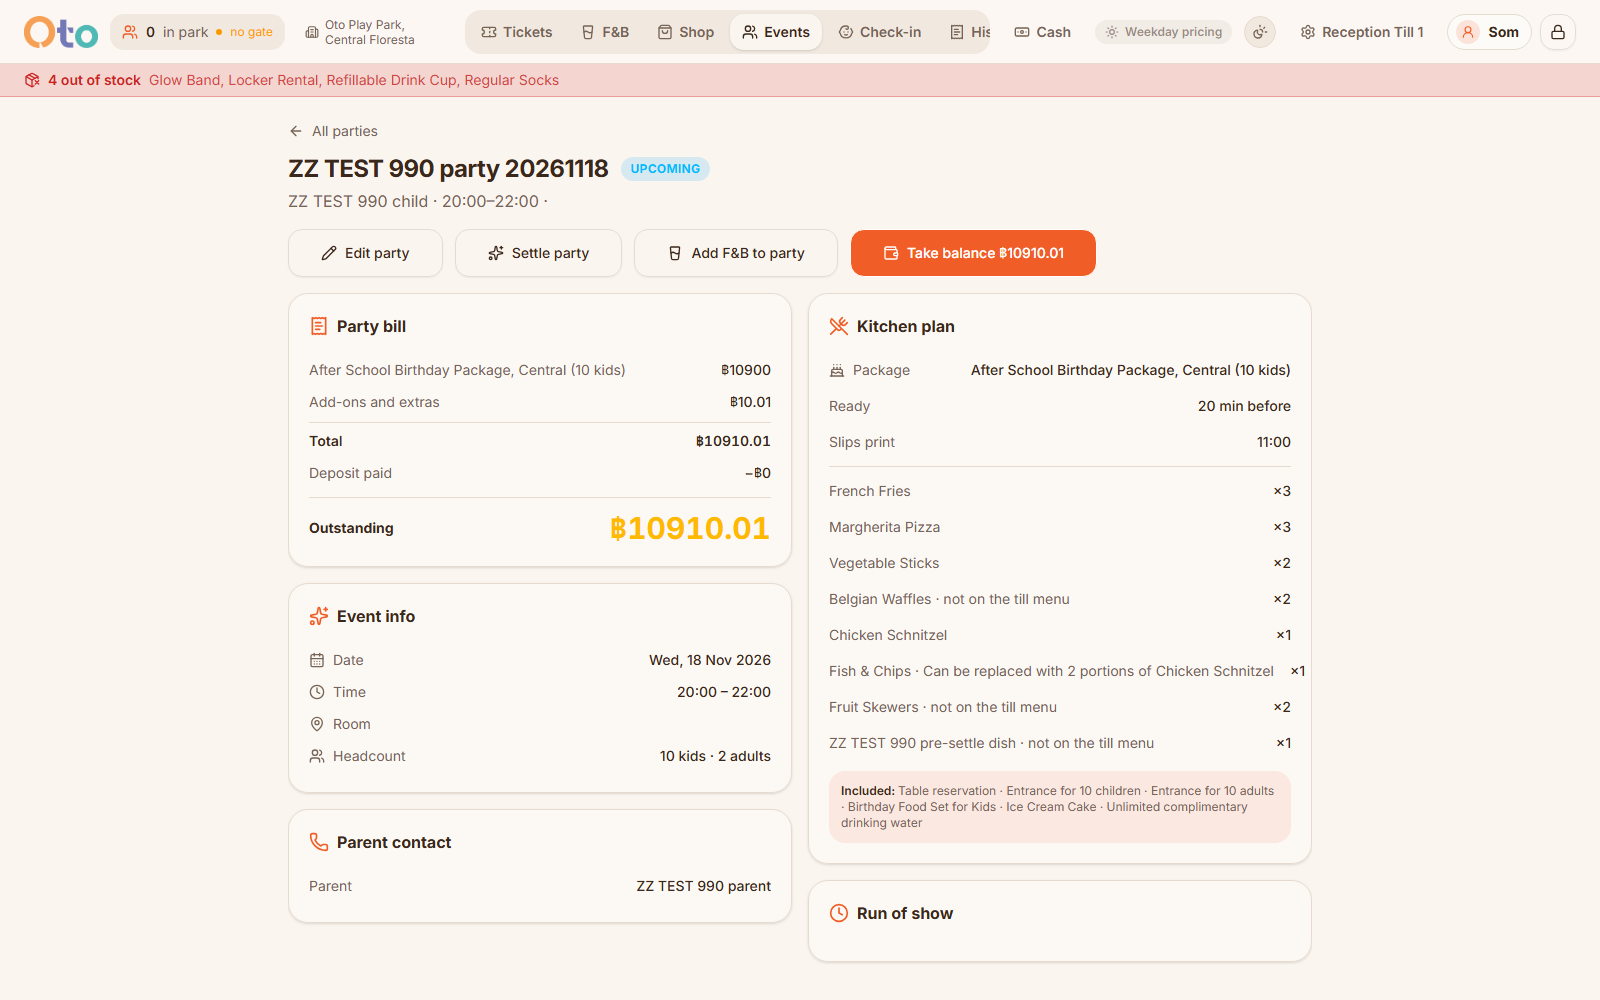 Oto
0 in park • no gate
Oto Play Park,
Central Floresta
Tickets
F&B
Shop
Events
Check-in
His
Cash
Weekday pricing
Reception Till 1
Som
4 out of stock Glow Band, Locker Rental, Refillable Drink Cup, Regular Socks
All parties
ZZ TEST 990 party 20261118
UPCOMING
ZZ TEST 990 child · 20:00–22:00 ·
Edit party
Settle party
Add F&B to party
Take balance ฿10910.01
Party bill
After School Birthday Package, Central (10 kids) ฿10900
Add-ons and extras ฿10.01
Total ฿10910.01
Deposit paid –฿0
Outstanding ฿10910.01
Event info
Date Wed, 18 Nov 2026
Time 20:00 – 22:00
Room
Headcount 10 kids · 2 adults
Parent contact
Parent ZZ TEST 990 parent
Kitchen plan
Package After School Birthday Package, Central (10 kids)
Ready 20 min before
Slips print 11:00
French Fries ×3
Margherita Pizza ×3
Vegetable Sticks ×2
Belgian Waffles · not on the till menu ×2
Chicken Schnitzel ×1
Fish & Chips · Can be replaced with 2 portions of Chicken Schnitzel ×1
Fruit Skewers · not on the till menu ×2
ZZ TEST 990 pre-settle dish · not on the till menu ×1
Included: Table reservation · Entrance for 10 children · Entrance for 10 adults
· Birthday Food Set for Kids · Ice Cream Cake · Unlimited complimentary
drinking water
Run of show